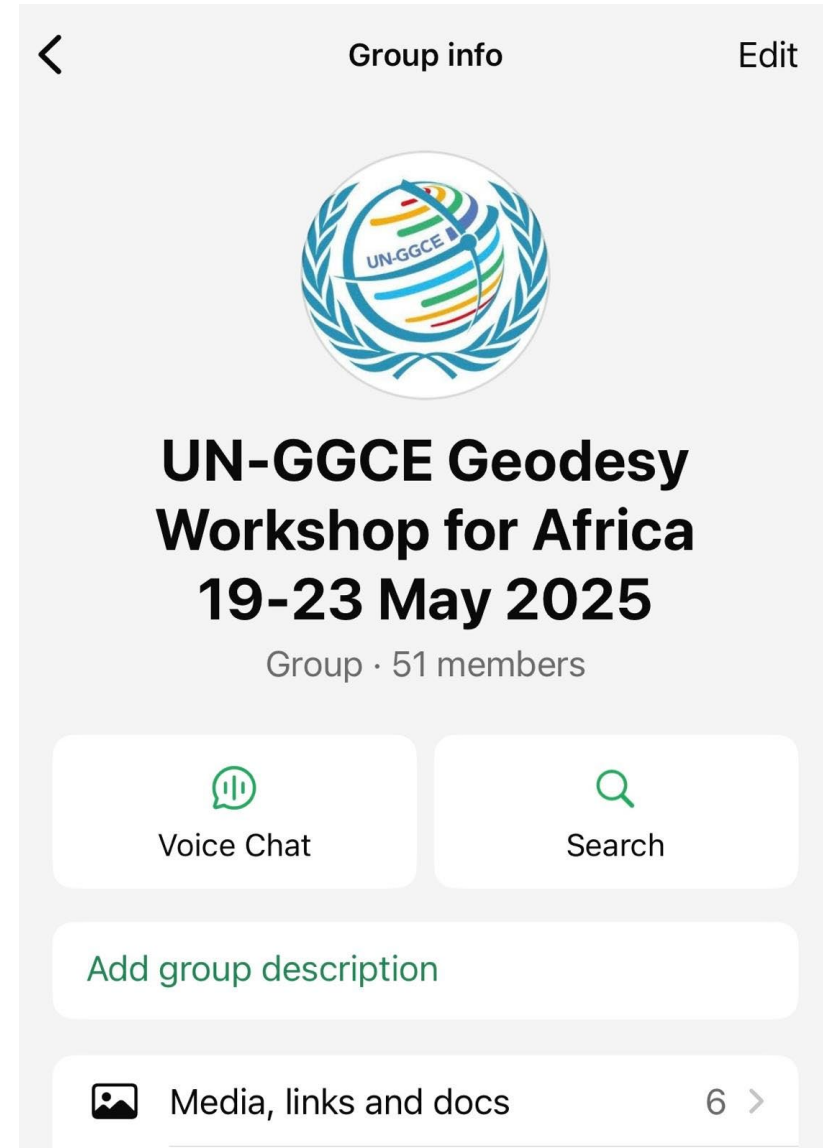 Group info
Edit
UN-GGCE
UN-GGCE Geodesy
Workshop for Africa
19-23 May 2025
Group · 51 members
Voice Chat
Search
Add group description
Media, links and docs
6